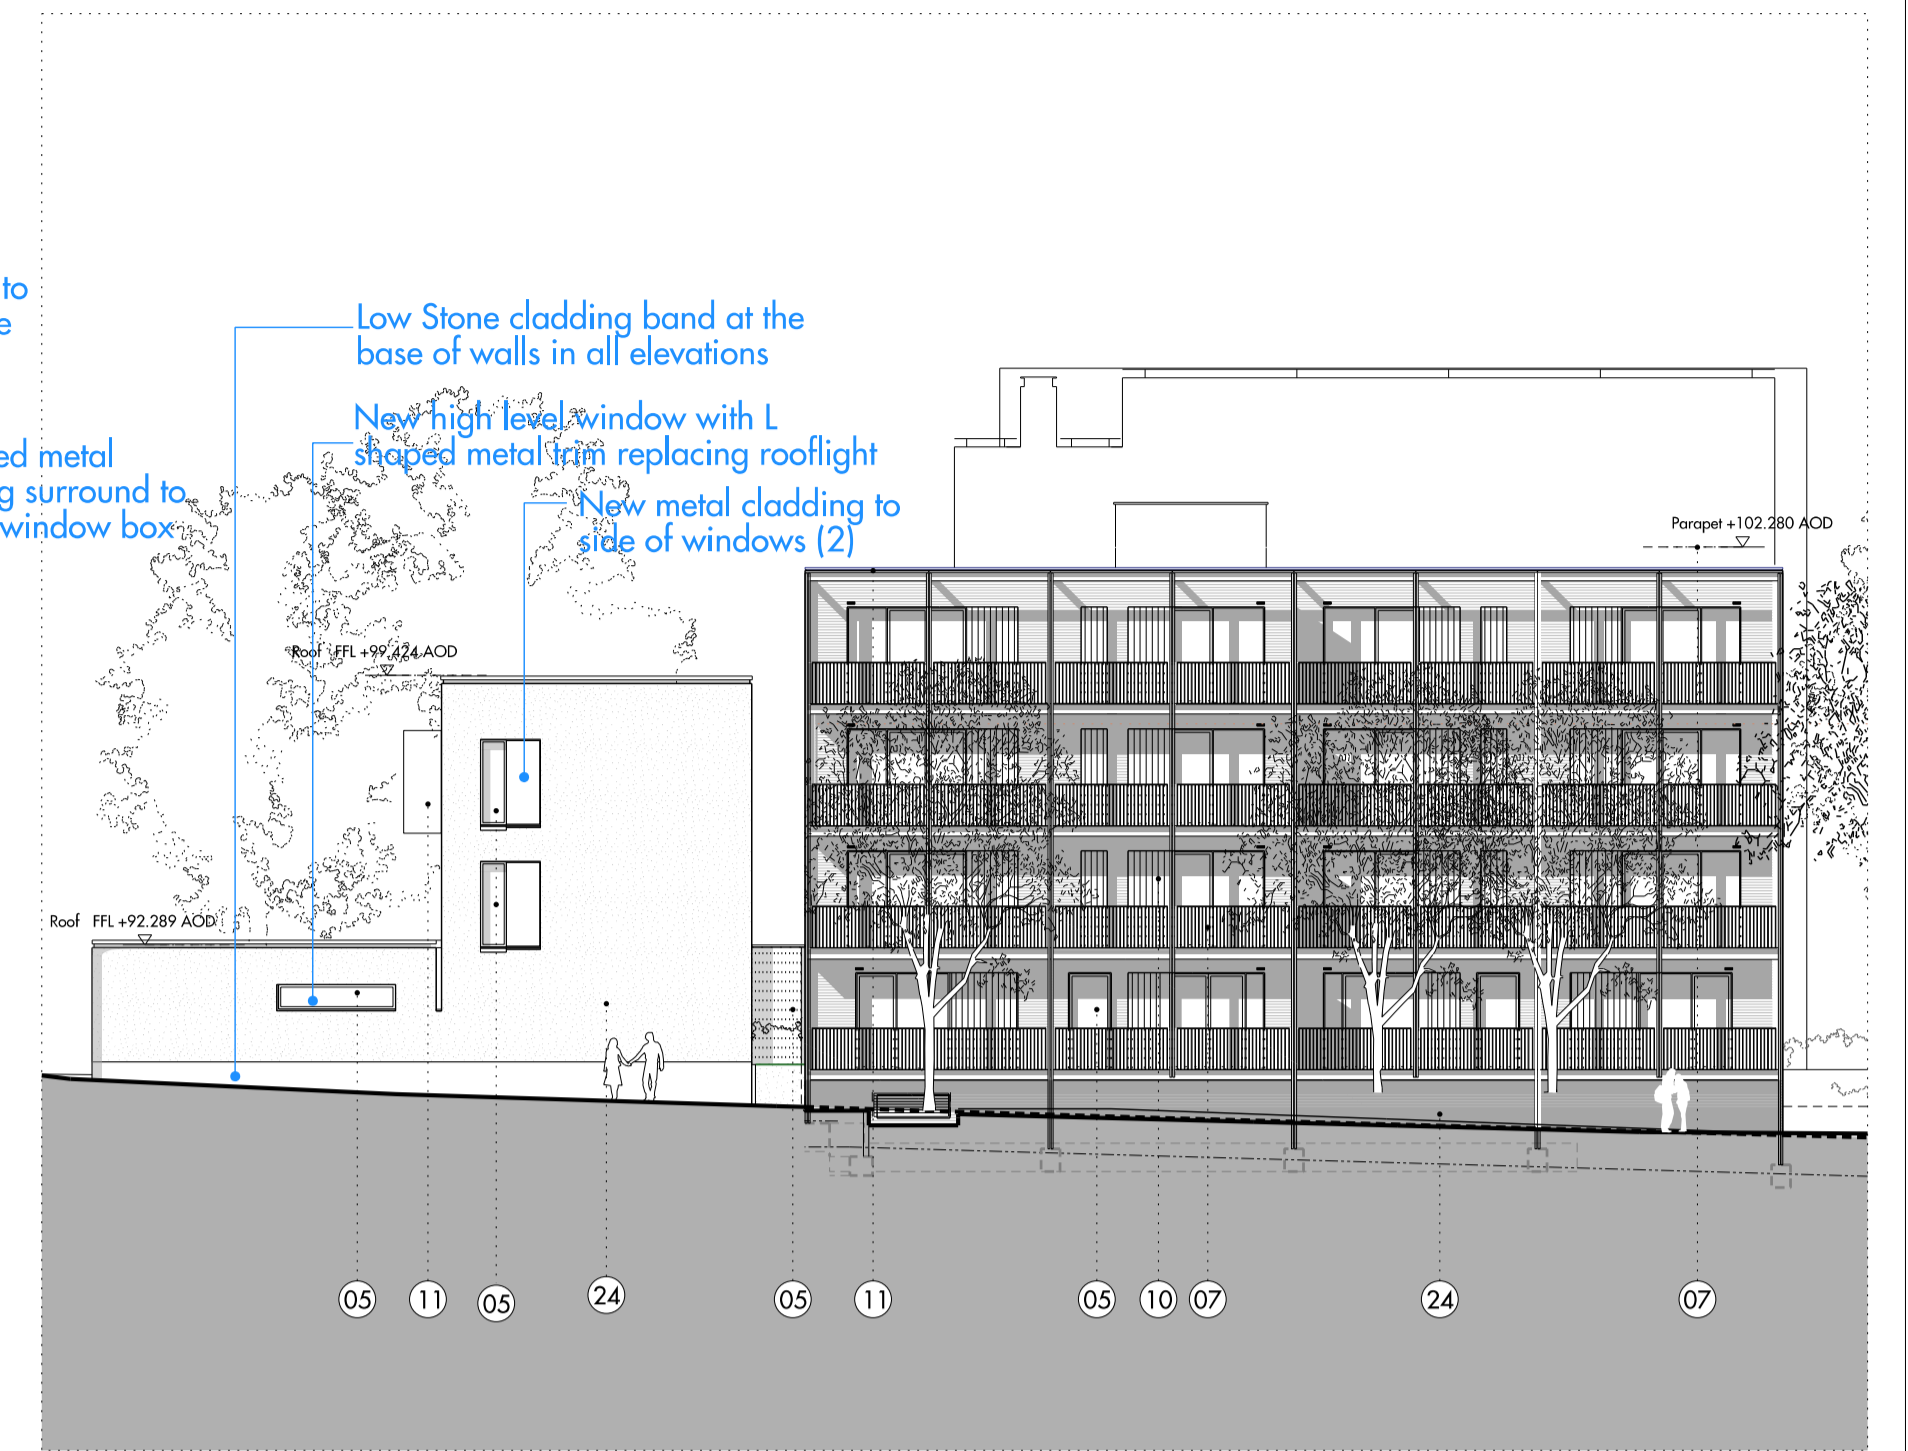 to
e
Low Stone cladding band at the
base of walls in all elevations
New high level window with L
shaped metal trim replacing rooflight
ed metal
g surround to
window box
New metal cladding to
side of windows (2)
Parapet +102.280 AOD
Roof FFL +99.424 AOD
Roof FFL +92.289 AOD
05 11 05 24 05 11 05 10 07 24 07